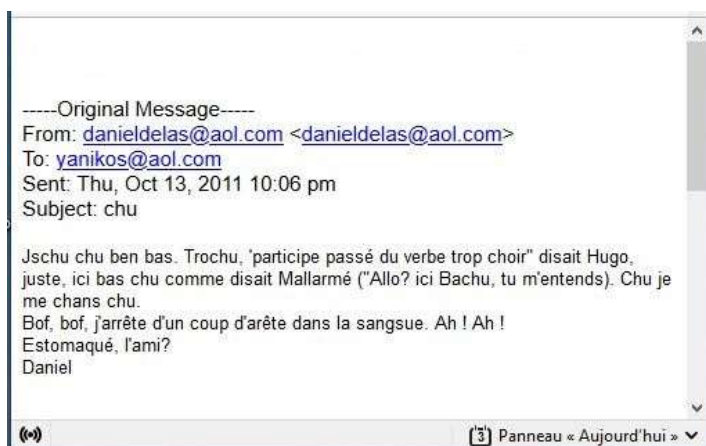 -----Original Message-----
From: danieldelas@aol.com <danieldelas@aol.com>
To: yanikos@aol.com
Sent: Thu, Oct 13, 2011 10:06 pm
Subject: chu
Jschu chu ben bas. Trochu, 'participe passé du verbe trop choir" disait Hugo,
juste, ici bas chu comme disait Mallarmé ("Allo? ici Bachu, tu m'entends). Chu je
me chans chu.
Bof, bof, j'arrête d'un coup d'arête dans la sangsue. Ah ! Ah !
Estomaqué, l'ami?
Daniel
3 Panneau « Aujourd'hui »